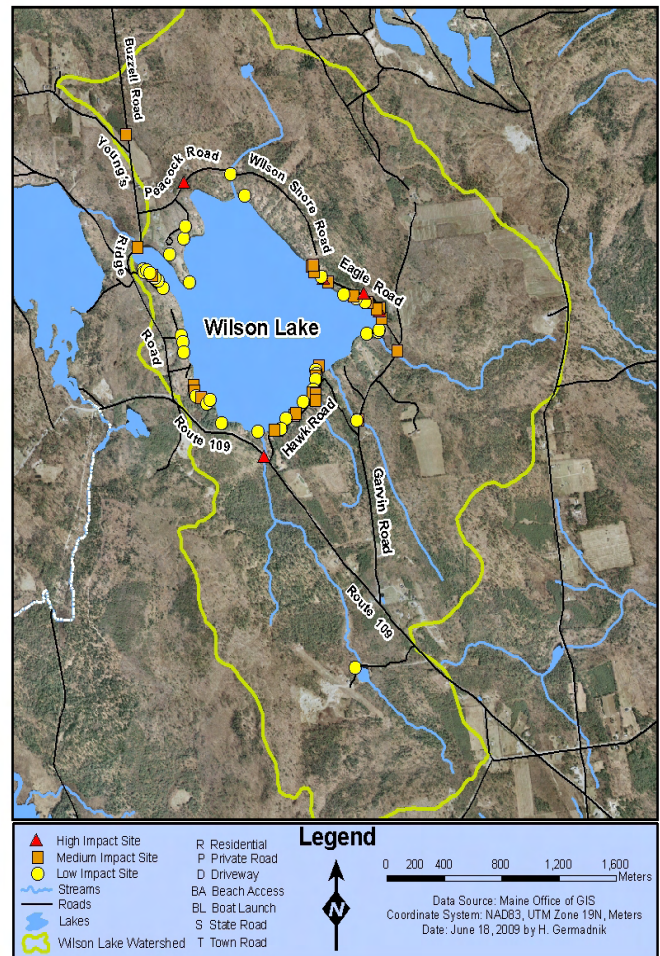 Buzzell Road
Young's
Peacock Road
Wilson Shore Road
Ridge
Eagle Road
Wilson Lake
Road
Route 109
Hawk Road
Garvin Road
Route 109
Legend
High Impact Site
Medium Impact Site
Low Impact Site
Streams
Roads
Lakes
Wilson Lake Watershed
R Residential
P Private Road
D Driveway
BA Beach Access
BL Boat Launch
S State Road
T Town Road
N
0 200 400 800 1,200 1,600
Meters
Data Source: Maine Office of GIS
Coordinate System: NAD83, UTM Zone 19N, Meters
Date: June 18, 2009 by H. Germadnik